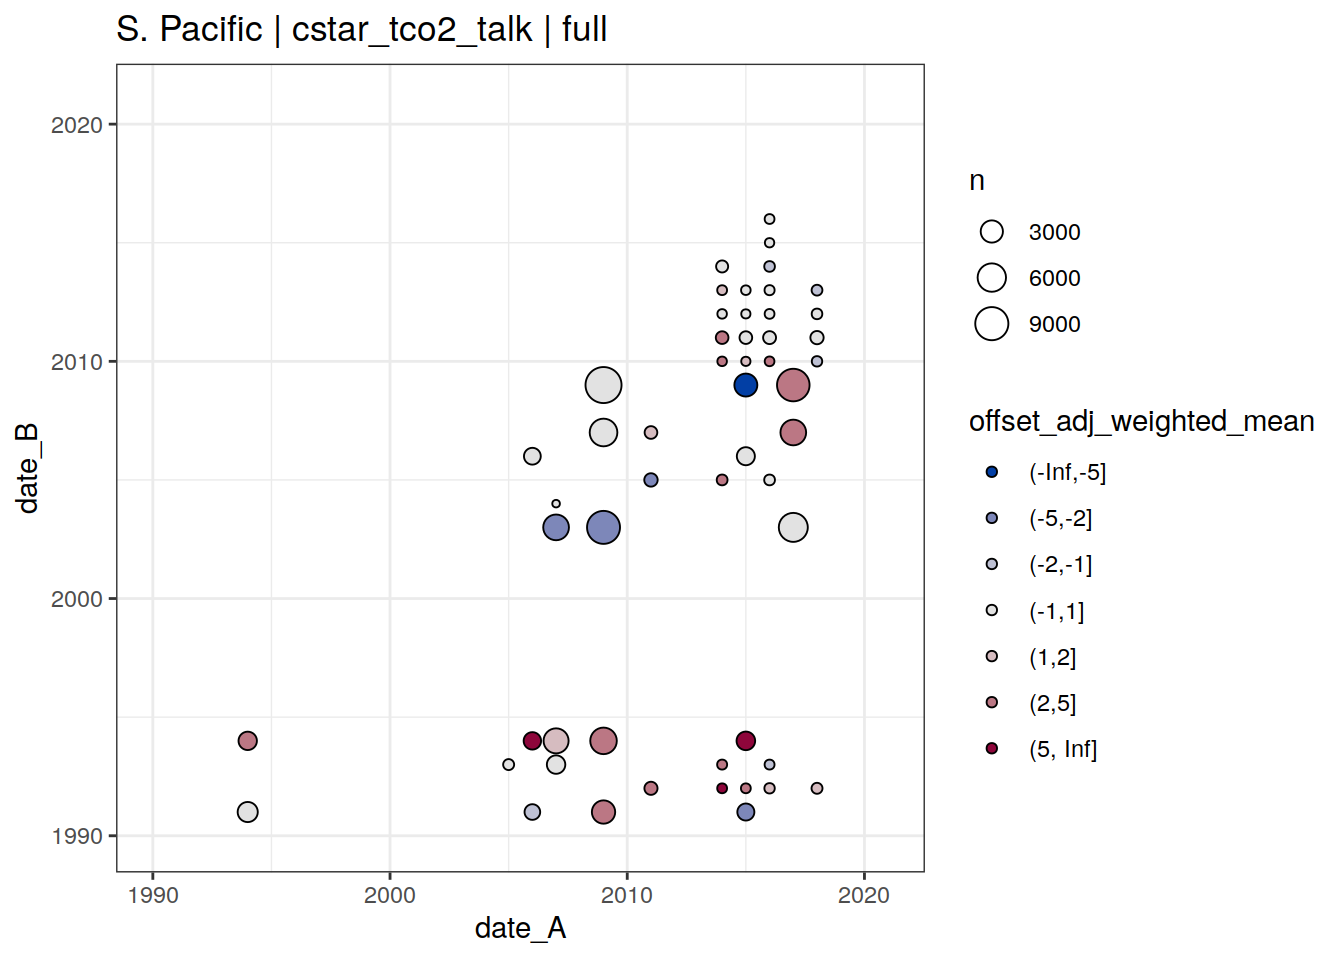 S. Pacific | cstar_tco2_talk | full
2020
2010
2000
1990
date_B
1990
2000
2010
2020
date_A
n
3000
6000
9000
offset_adj_weighted_mean
(-Inf,-5]
(-5,-2]
(-2,-1]
(-1,1]
(1,2]
(2,5]
(5, Inf]